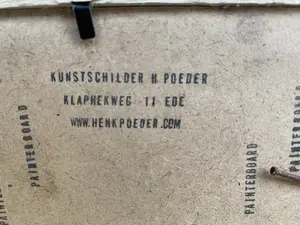 KUNSTSCHILDER H POEDER
KLAPHEKWEG 11 EDE
WWW.HENKPOEDER.COM
PAINTERBOARD
PAINTERBOARD
PAINTERBOARD